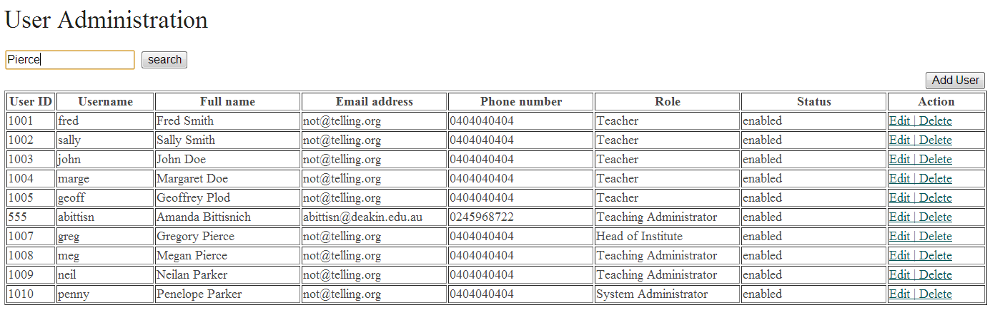 User Administration
Pierce search
Add User
User ID Username Full name Email address Phone number Role Status Action
1001 fred Fred Smith not@telling.org 0404040404 Teacher enabled Edit | Delete
1002 sally Sally Smith not@telling.org 0404040404 Teacher enabled Edit | Delete
1003 john John Doe not@telling.org 0404040404 Teacher enabled Edit | Delete
1004 marge Margaret Doe not@telling.org 0404040404 Teacher enabled Edit | Delete
1005 geoff Geoffrey Plod not@telling.org 0404040404 Teacher enabled Edit | Delete
555 abittisn Amanda Bittisnich abittisn@deakin.edu.au 0245968722 Teaching Administrator enabled Edit | Delete
1007 greg Gregory Pierce not@telling.org 0404040404 Head of Institute enabled Edit | Delete
1008 meg Megan Pierce not@telling.org 0404040404 Teaching Administrator enabled Edit | Delete
1009 neil Neilan Parker not@telling.org 0404040404 Teaching Administrator enabled Edit | Delete
1010 penny Penelope Parker not@telling.org 0404040404 System Administrator enabled Edit | Delete